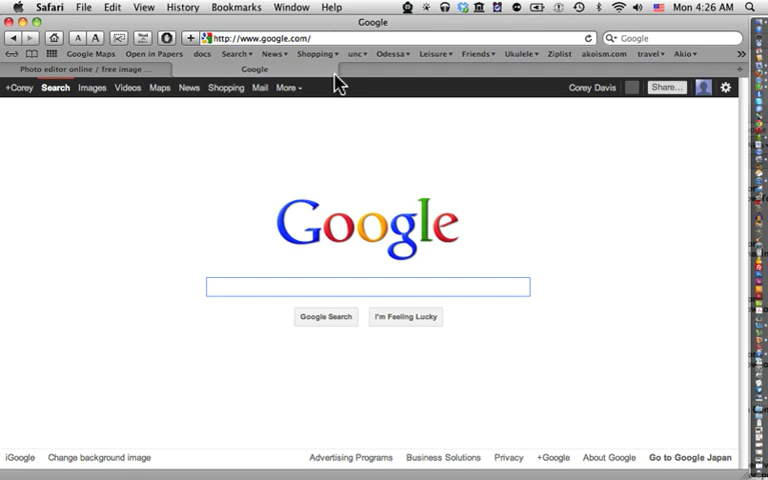 Safari File Edit View History Bookmarks Window Help Mon 4:26 AM
Google
http://www.google.com/ Google
Google Maps Open in Papers docs Search News Shopping unc Odessa Leisure Friends Ukulele Ziplist akoism.com travel Akio
Photo editor online / free image ... Google
+Corey Search Images Videos Maps News Shopping Mail More Corey Davis Share...
Google
Google Search I'm Feeling Lucky
iGoogle Change background image Advertising Programs Business Solutions Privacy +Google About Google Go to Google Japan